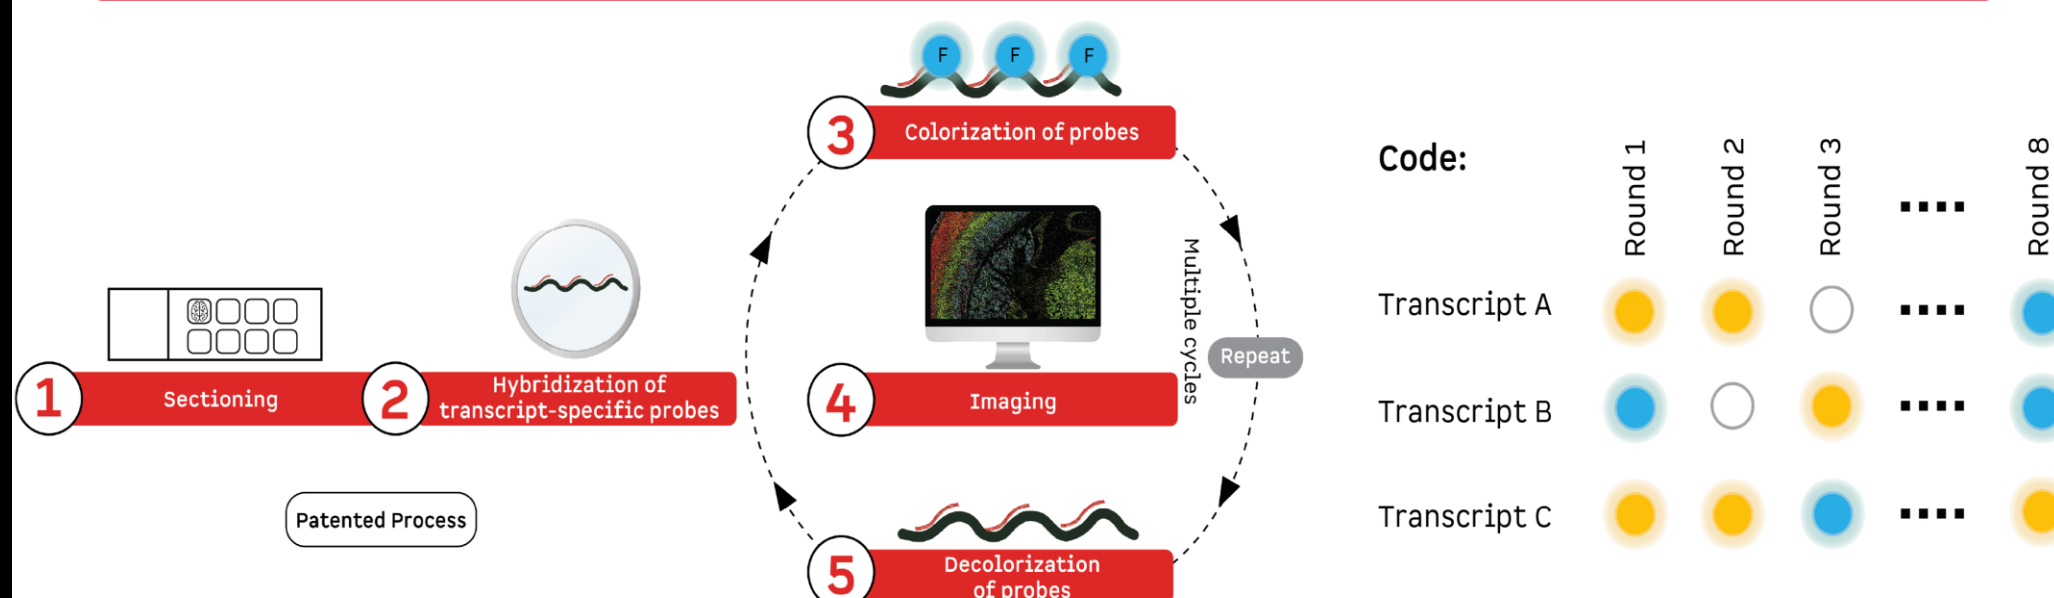 F F F
3 Colorization of probes
Code:
Round 1
Round 2
Round 3
....
Round 8
Multiple cycles
Repeat
Transcript A ....
Transcript B ....
Transcript C ....
1 Sectioning
2 Hybridization of
transcript-specific probes
4 Imaging
Patented Process
5 Decolorization
of probes